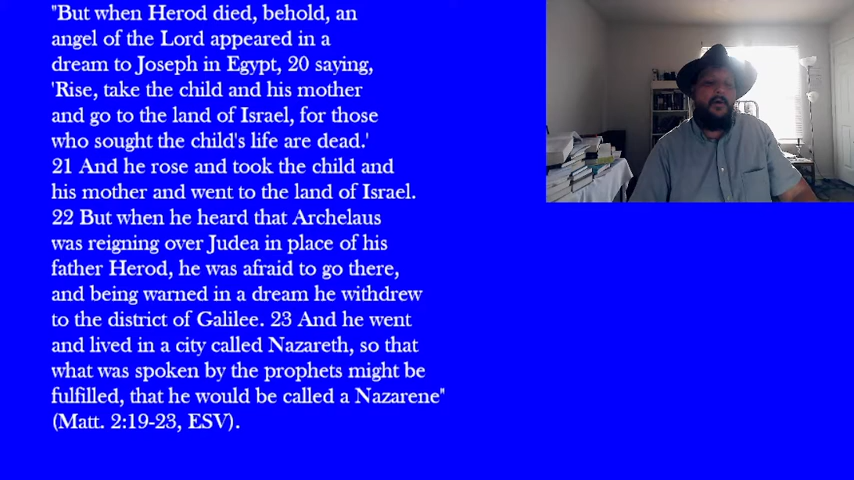 "But when Herod died, behold, an
angel of the Lord appeared in a
dream to Joseph in Egypt, 20 saying,
'Rise, take the child and his mother
and go to the land of Israel, for those
who sought the child's life are dead.'
21 And he rose and took the child and
his mother and went to the land of Israel.
22 But when he heard that Archelaus
was reigning over Judea in place of his
father Herod, he was afraid to go there,
and being warned in a dream he withdrew
to the district of Galilee. 23 And he went
and lived in a city called Nazareth, so that
what was spoken by the prophets might be
fulfilled, that he would be called a Nazarene"
(Matt. 2:19-23, ESV).